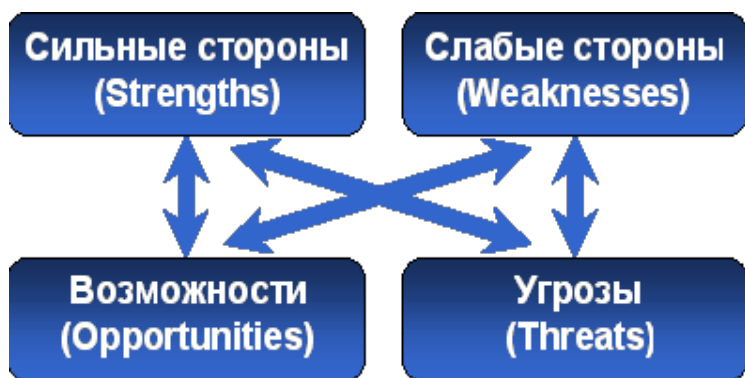 Сильные стороны
(Strengths)
Слабые стороны
(Weaknesses)
Возможности
(Opportunities)
Угрозы
(Threats)